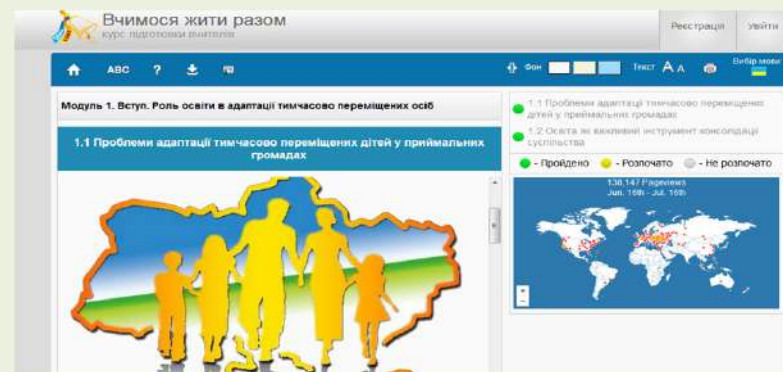 Вчимося жити разом
курс підготовки вчителів
Реєстрація
Увійти
ABC
?
Фон
Текст A A
Вибір мови
Модуль 1. Вступ. Роль освіти в адаптації тимчасово переміщених осіб
1.1 Проблеми адаптації тимчасово переміщених дітей у приймальних
громадах
1.1 Проблеми адаптації тимчасово переміщених
дітей у приймальних громадах
1.2 Освіта як важливий інструмент консолідації
суспільства
- Пройдено - Розпочато - Не розпочато
138,147 Pageviews
Jun. 16th - Jul. 16th
+
-